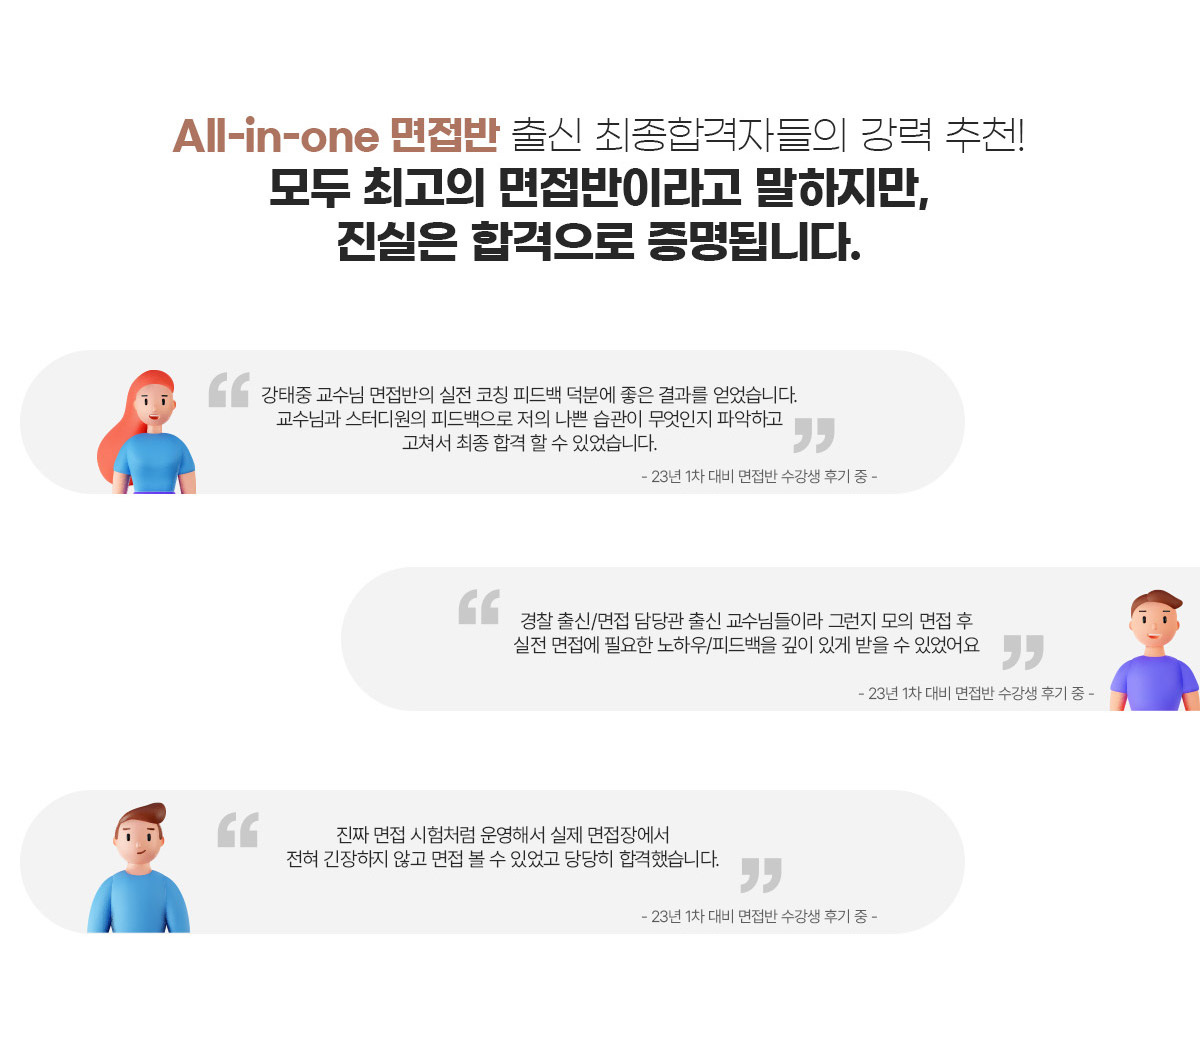 All-in-one 면접반 출신 최종합격자들의 강력 추천!
모두 최고의 면접반이라고 말하지만,
진실은 합격으로 증명됩니다.
“ 강태중 교수님 면접반의 실전 코칭 피드백 덕분에 좋은 결과를 얻었습니다.
교수님과 스터디원의 피드백으로 저의 나쁜 습관이 무엇인지 파악하고 ”
고쳐서 최종 합격 할 수 있었습니다.
- 23년 1차 대비 면접반 수강생 후기 중 -
“ 경찰 출신/면접 담당관 출신 교수님들이라 그런지 모의 면접 후
실전 면접에 필요한 노하우/피드백을 깊이 있게 받을 수 있었어요 ”
- 23년 1차 대비 면접반 수강생 후기 중 -
“ 진짜 면접 시험처럼 운영해서 실제 면접장에서
전혀 긴장하지 않고 면접 볼 수 있었고 당당히 합격했습니다. ”
- 23년 1차 대비 면접반 수강생 후기 중 -